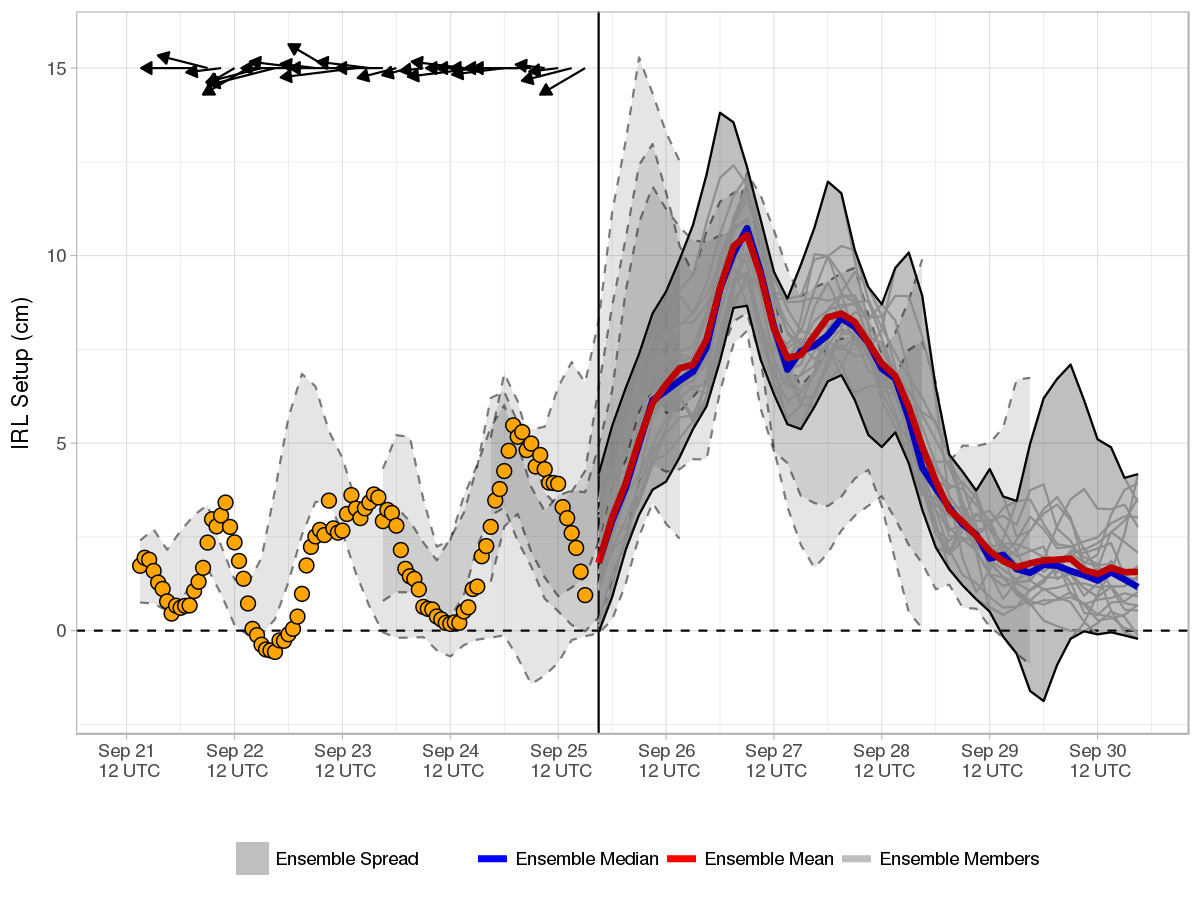 IRL Setup (cm)
15
10
5
0
Sep 21 Sep 22 Sep 23 Sep 24 Sep 25 Sep 26 Sep 27 Sep 28 Sep 29 Sep 30
12 UTC 12 UTC 12 UTC 12 UTC 12 UTC 12 UTC 12 UTC 12 UTC 12 UTC 12 UTC
Ensemble Spread Ensemble Median Ensemble Mean Ensemble Members